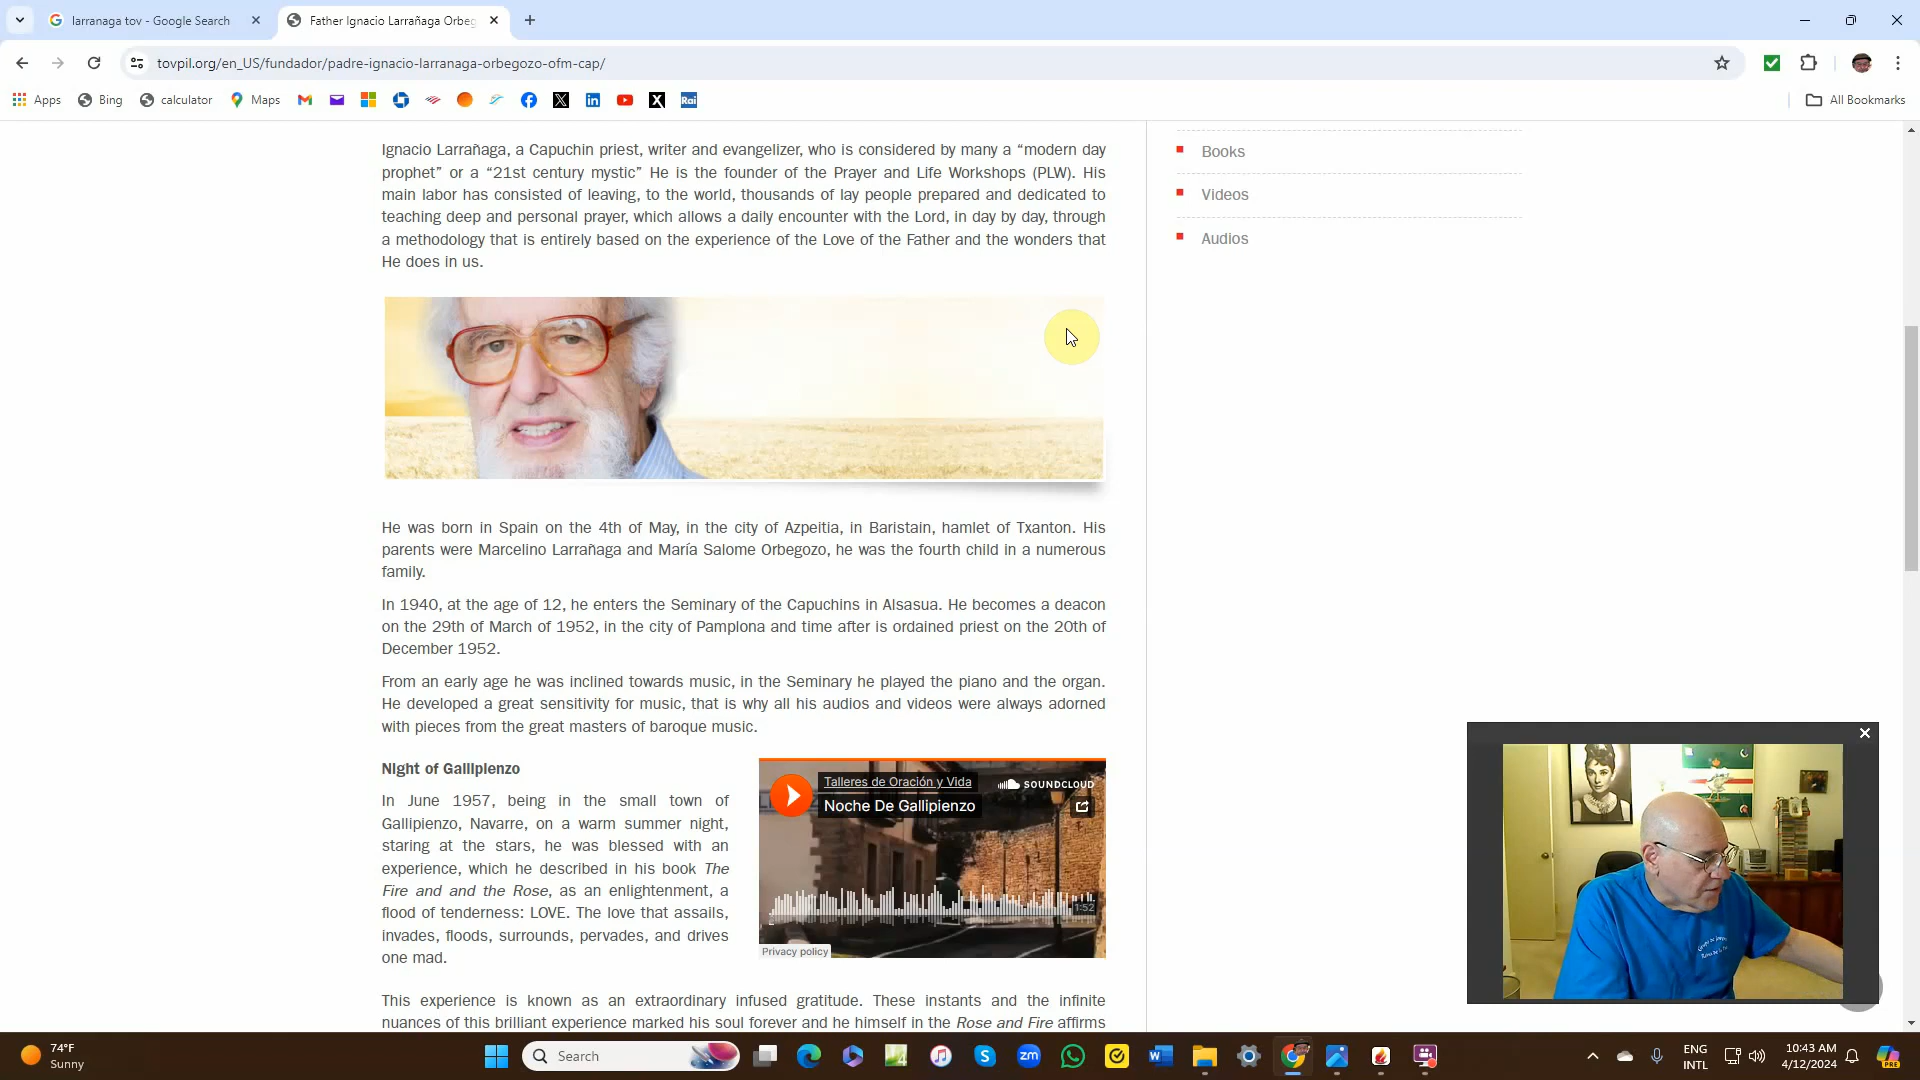 larranaga tov - Google Search
Father Ignacio Larrañaga Orbeg
tovpil.org/en_US/fundador/padre-ignacio-larranaga-orbegozo-ofm-cap/
Apps
Bing
calculator
Maps
Rai
All Bookmarks
Ignacio Larrañaga, a Capuchin priest, writer and evangelizer, who is considered by many a “modern day
prophet” or a “21st century mystic” He is the founder of the Prayer and Life Workshops (PLW). His
main labor has consisted of leaving, to the world, thousands of lay people prepared and dedicated to
teaching deep and personal prayer, which allows a daily encounter with the Lord, in day by day, through
a methodology that is entirely based on the experience of the Love of the Father and the wonders that
He does in us.
Books
Videos
Audios
He was born in Spain on the 4th of May, in the city of Azpeitia, in Baristain, hamlet of Txanton. His
parents were Marcelino Larrañaga and María Salome Orbegozo, he was the fourth child in a numerous
family.
In 1940, at the age of 12, he enters the Seminary of the Capuchins in Alsasua. He becomes a deacon
on the 29th of March of 1952, in the city of Pamplona and time after is ordained priest on the 20th of
December 1952.
From an early age he was inclined towards music, in the Seminary he played the piano and the organ.
He developed a great sensitivity for music, that is why all his audios and videos were always adorned
with pieces from the great masters of baroque music.
Night of Gallipienzo
In June 1957, being in the small town of
Gallipienzo, Navarre, on a warm summer night,
staring at the stars, he was blessed with an
experience, which he described in his book The
Fire and and the Rose, as an enlightenment, a
flood of tenderness: LOVE. The love that assails,
invades, floods, surrounds, pervades, and drives
one mad.
Talleres de Oración y Vida
SOUNDCLOUD
Noche De Gallipienzo
1:52
Privacy policy
This experience is known as an extraordinary infused gratitude. These instants and the infinite
nuances of this brilliant experience marked his soul forever and he himself in the Rose and Fire affirms
74°F
Sunny
Search
zm
ENG
INTL
10:43 AM
4/12/2024
PRE